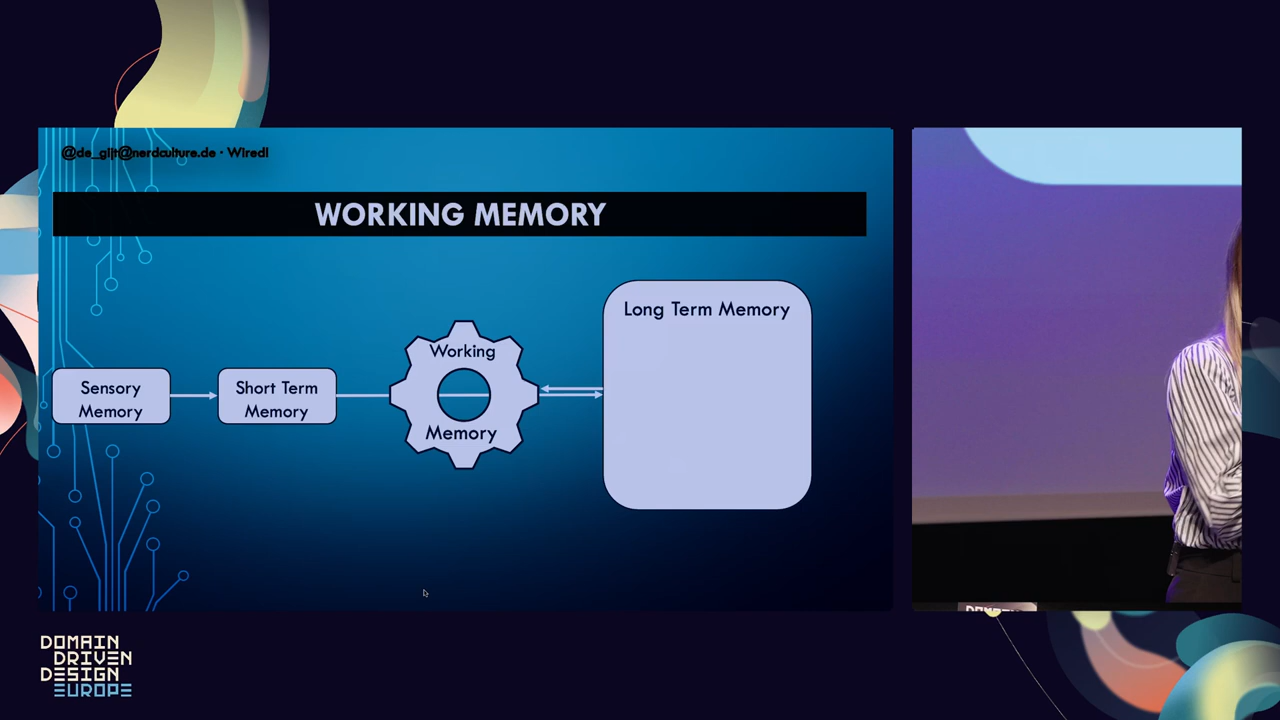 @de_gijt@nerdculture.de · Wiredl
WORKING MEMORY
Long Term Memory
Working
Memory
Sensory
Memory
Short Term
Memory
DOMAIN
DRIVEN
DESIGN
EUROPE